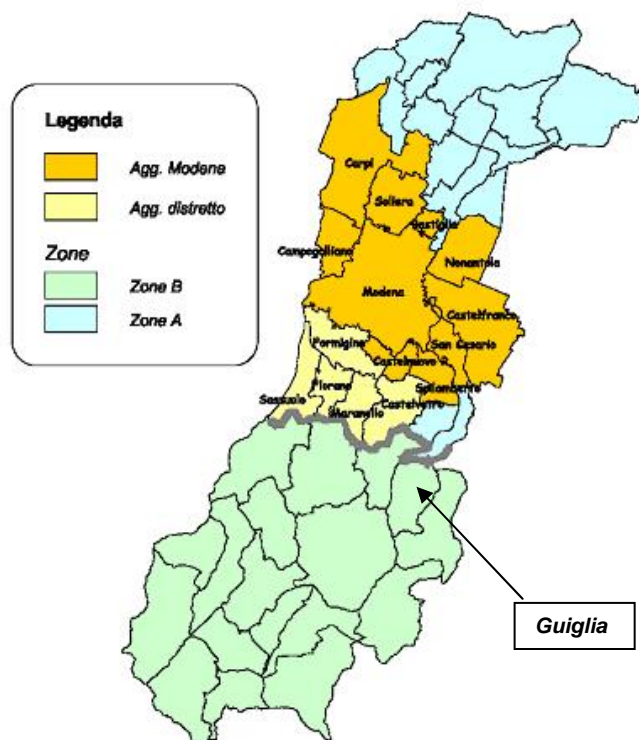 Legenda
Agg. Modena
Agg. distretto
Zone
Zone B
Zone A
Carpi
Soliera
Bastiglia
Campogalliano
Nonantola
Modena
Castelfranco
Formigine
San Cesario
Castelnuovo R.
Fiorano
Spilamberto
Sassuolo
Castelvetro
Maranello
Guiglia